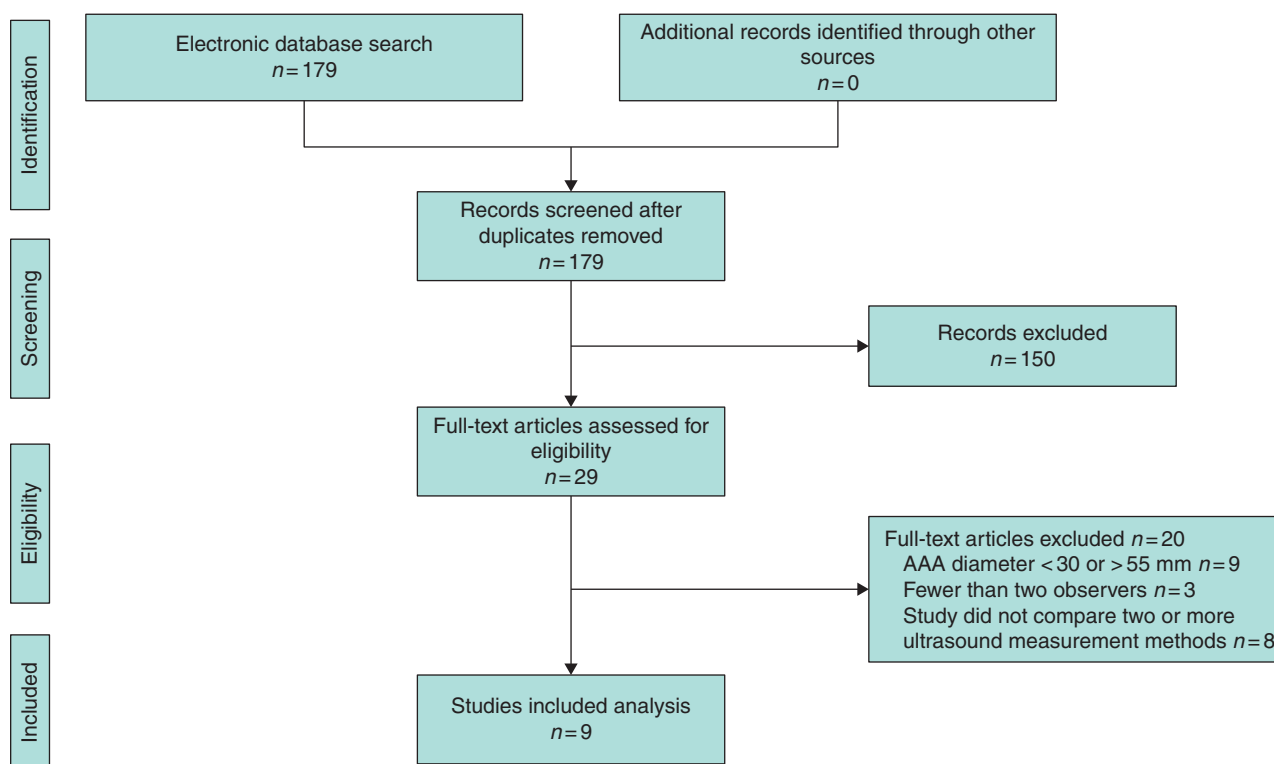 Identification
Electronic database search
n=179
Additional records identified through other
sources
n=0
Records screened after
duplicates removed
n=179
Screening
Records excluded
n=150
Full-text articles assessed for
eligibility
n=29
Eligibility
Full-text articles excluded n=20
AAA diameter <30 or >55 mm n=9
Fewer than two observers n=3
Study did not compare two or more
ultrasound measurement methods n=8
Included
Studies included analysis
n=9